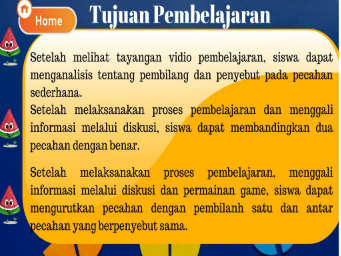 Home
Tujuan Pembelajaran
Setelah melihat tayangan vidio pembelajaran, siswa dapat
menganalisis tentang pembilang dan penyebut pada pecahan
sederhana.
Setelah melaksanakan proses pembelajaran dan menggali
informasi melalui diskusi, siswa dapat membandingkan dua
pecahan dengan benar.
Setelah melaksanakan proses pembelajaran, menggali
informasi melalui diskusi dan permainan game, siswa dapat
mengurutkan pecahan dengan pembilanh satu dan antar
pecahan yang berpenyebut sama.